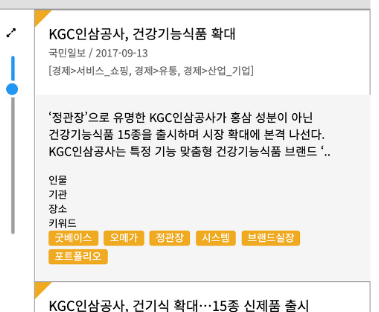 KGC인삼공사, 건강기능식품 확대
국민일보 / 2017-09-13
[경제>서비스_쇼핑, 경제>유통, 경제>산업_기업]
‘정관장’으로 유명한 KGC인삼공사가 홍삼 성분이 아닌
건강기능식품 15종을 출시하며 시장 확대에 본격 나선다.
KGC인삼공사는 특정 기능 맞춤형 건강기능식품 브랜드 ‘..
인물
기관
장소
키워드
굿베이스 오메가 정관장 시스템 브랜드실장
포트폴리오
KGC인삼공사, 건기식 확대…15종 신제품 출시